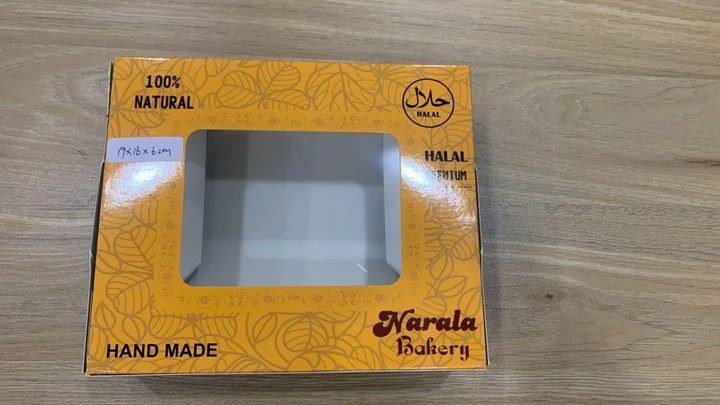 100%
NATURAL
حلال
HALAL
19x16x6cm
HALAL
Narala
Bakery
HAND MADE